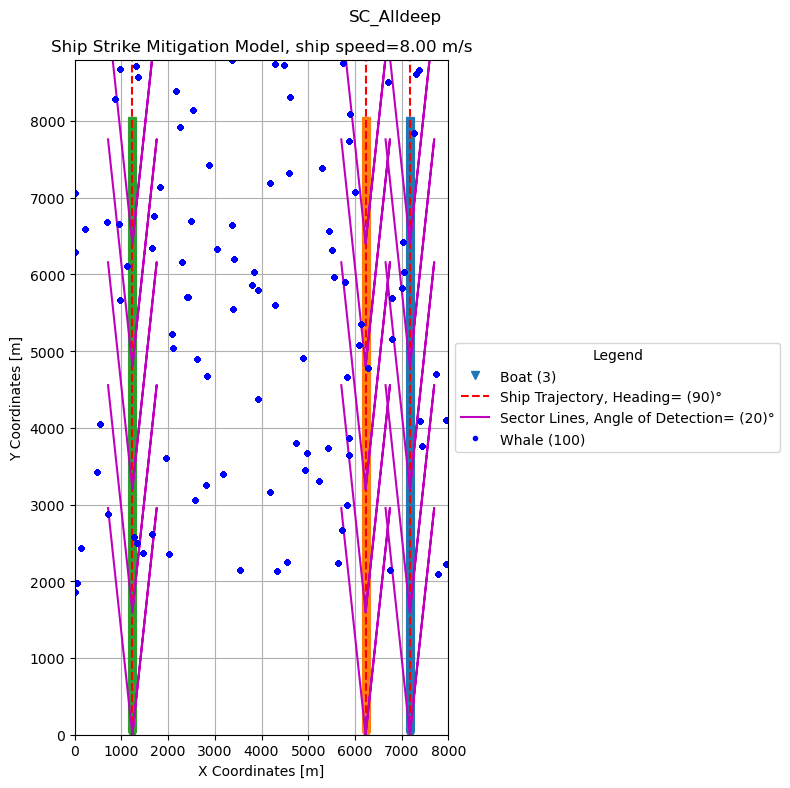 SC_Alldeep
Ship Strike Mitigation Model, ship speed=8.00 m/s
8000
7000
6000
5000
4000
3000
2000
1000
0
Y Coordinates [m]
0 1000 2000 3000 4000 5000 6000 7000 8000
X Coordinates [m]
Legend
Boat (3)
Ship Trajectory, Heading= (90)°
Sector Lines, Angle of Detection= (20)°
Whale (100)